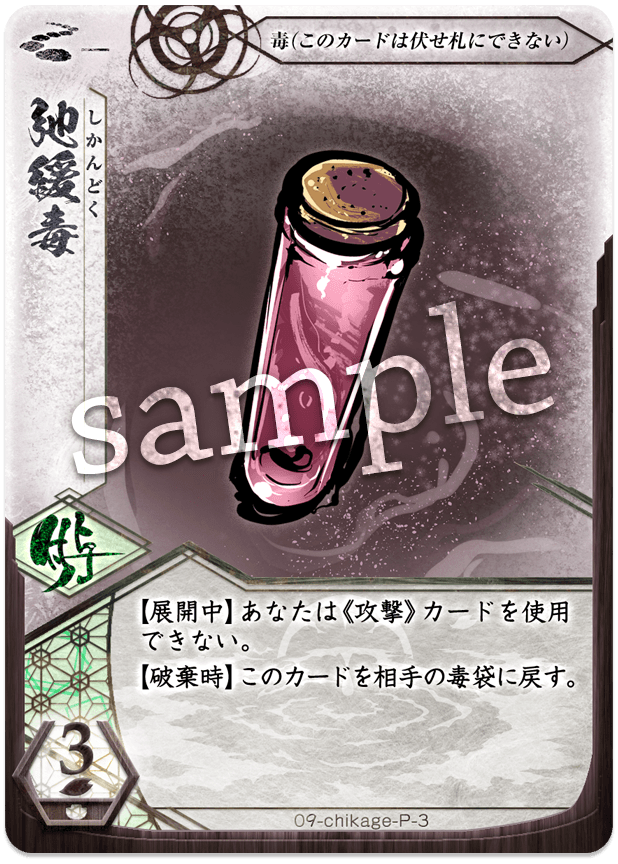 毒(このカードは伏せ札にできない)
弛緩毒
しかんどく
sample
付与
【展開中】あなたは《攻撃》カードを使用
できない。
【破棄時】このカードを相手の毒袋に戻す。
3
09-chikage-P-3